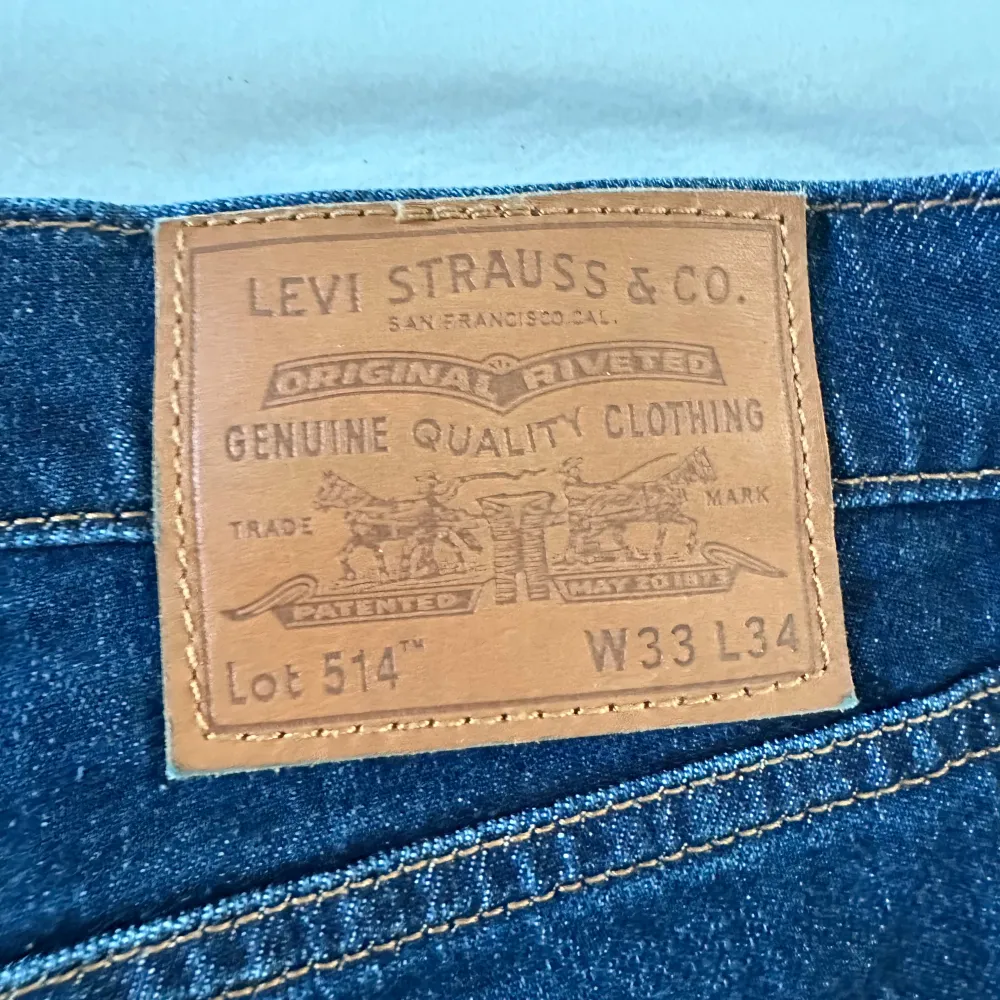 LEVI STRAUSS & CO.
SAN FRANCISCO.CAL.
ORIGINAL RIVETED
GENUINE QUALITY CLOTHING
TRADE MARK
PATENTED MAY 20 1873
Lot 514™ W33 L34